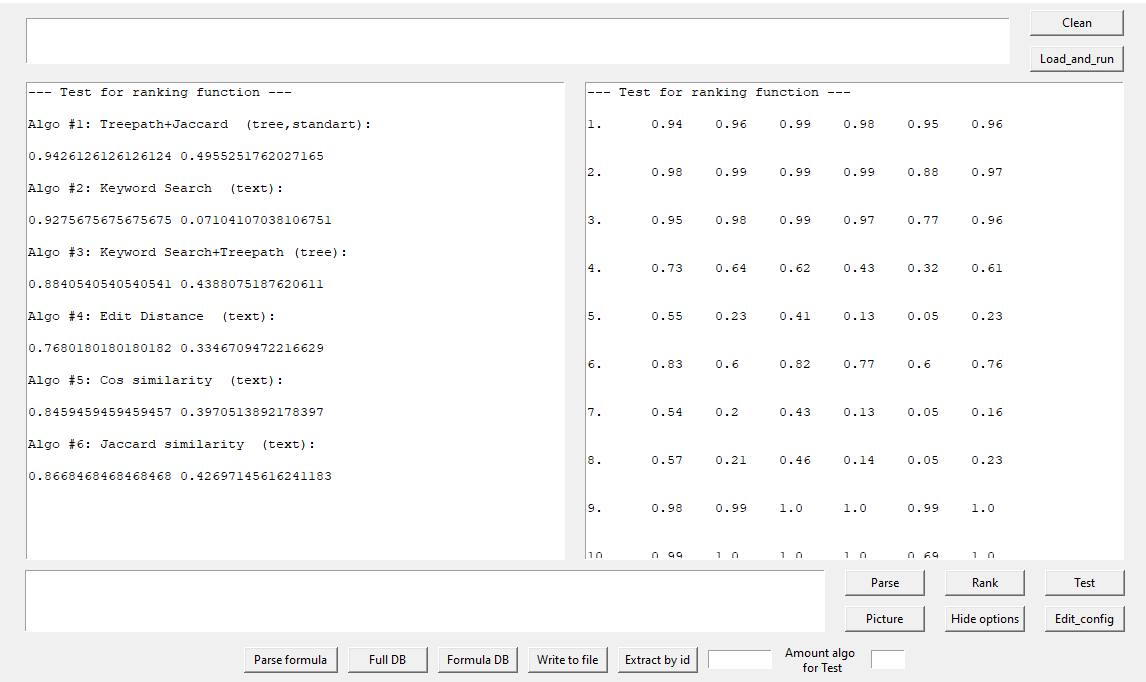 Clean
Load_and_run
--- Test for ranking function ---
Algo #1: Treepath+Jaccard (tree,standart):
0.9426126126126124 0.4955251762027165
Algo #2: Keyword Search (text):
0.9275675675675675 0.07104107038106751
Algo #3: Keyword Search+Treepath (tree):
0.8840540540540541 0.4388075187620611
Algo #4: Edit Distance (text):
0.7680180180180182 0.3346709472216629
Algo #5: Cos similarity (text):
0.8459459459459457 0.3970513892178397
Algo #6: Jaccard similarity (text):
0.8668468468468468 0.42697145616241183
--- Test for ranking function ---
1. 0.94 0.96 0.99 0.98 0.95 0.96
2. 0.98 0.99 0.99 0.99 0.88 0.97
3. 0.95 0.98 0.99 0.97 0.77 0.96
4. 0.73 0.64 0.62 0.43 0.32 0.61
5. 0.55 0.23 0.41 0.13 0.05 0.23
6. 0.83 0.6 0.82 0.77 0.6 0.76
7. 0.54 0.2 0.43 0.13 0.05 0.16
8. 0.57 0.21 0.46 0.14 0.05 0.23
9. 0.98 0.99 1.0 1.0 0.99 1.0
10 0.99 1.0 1.0 1.0 0.69 1.0
Parse Rank Test
Picture Hide options Edit_config
Parse formula Full DB Formula DB Write to file Extract by id
Amount algo
for Test